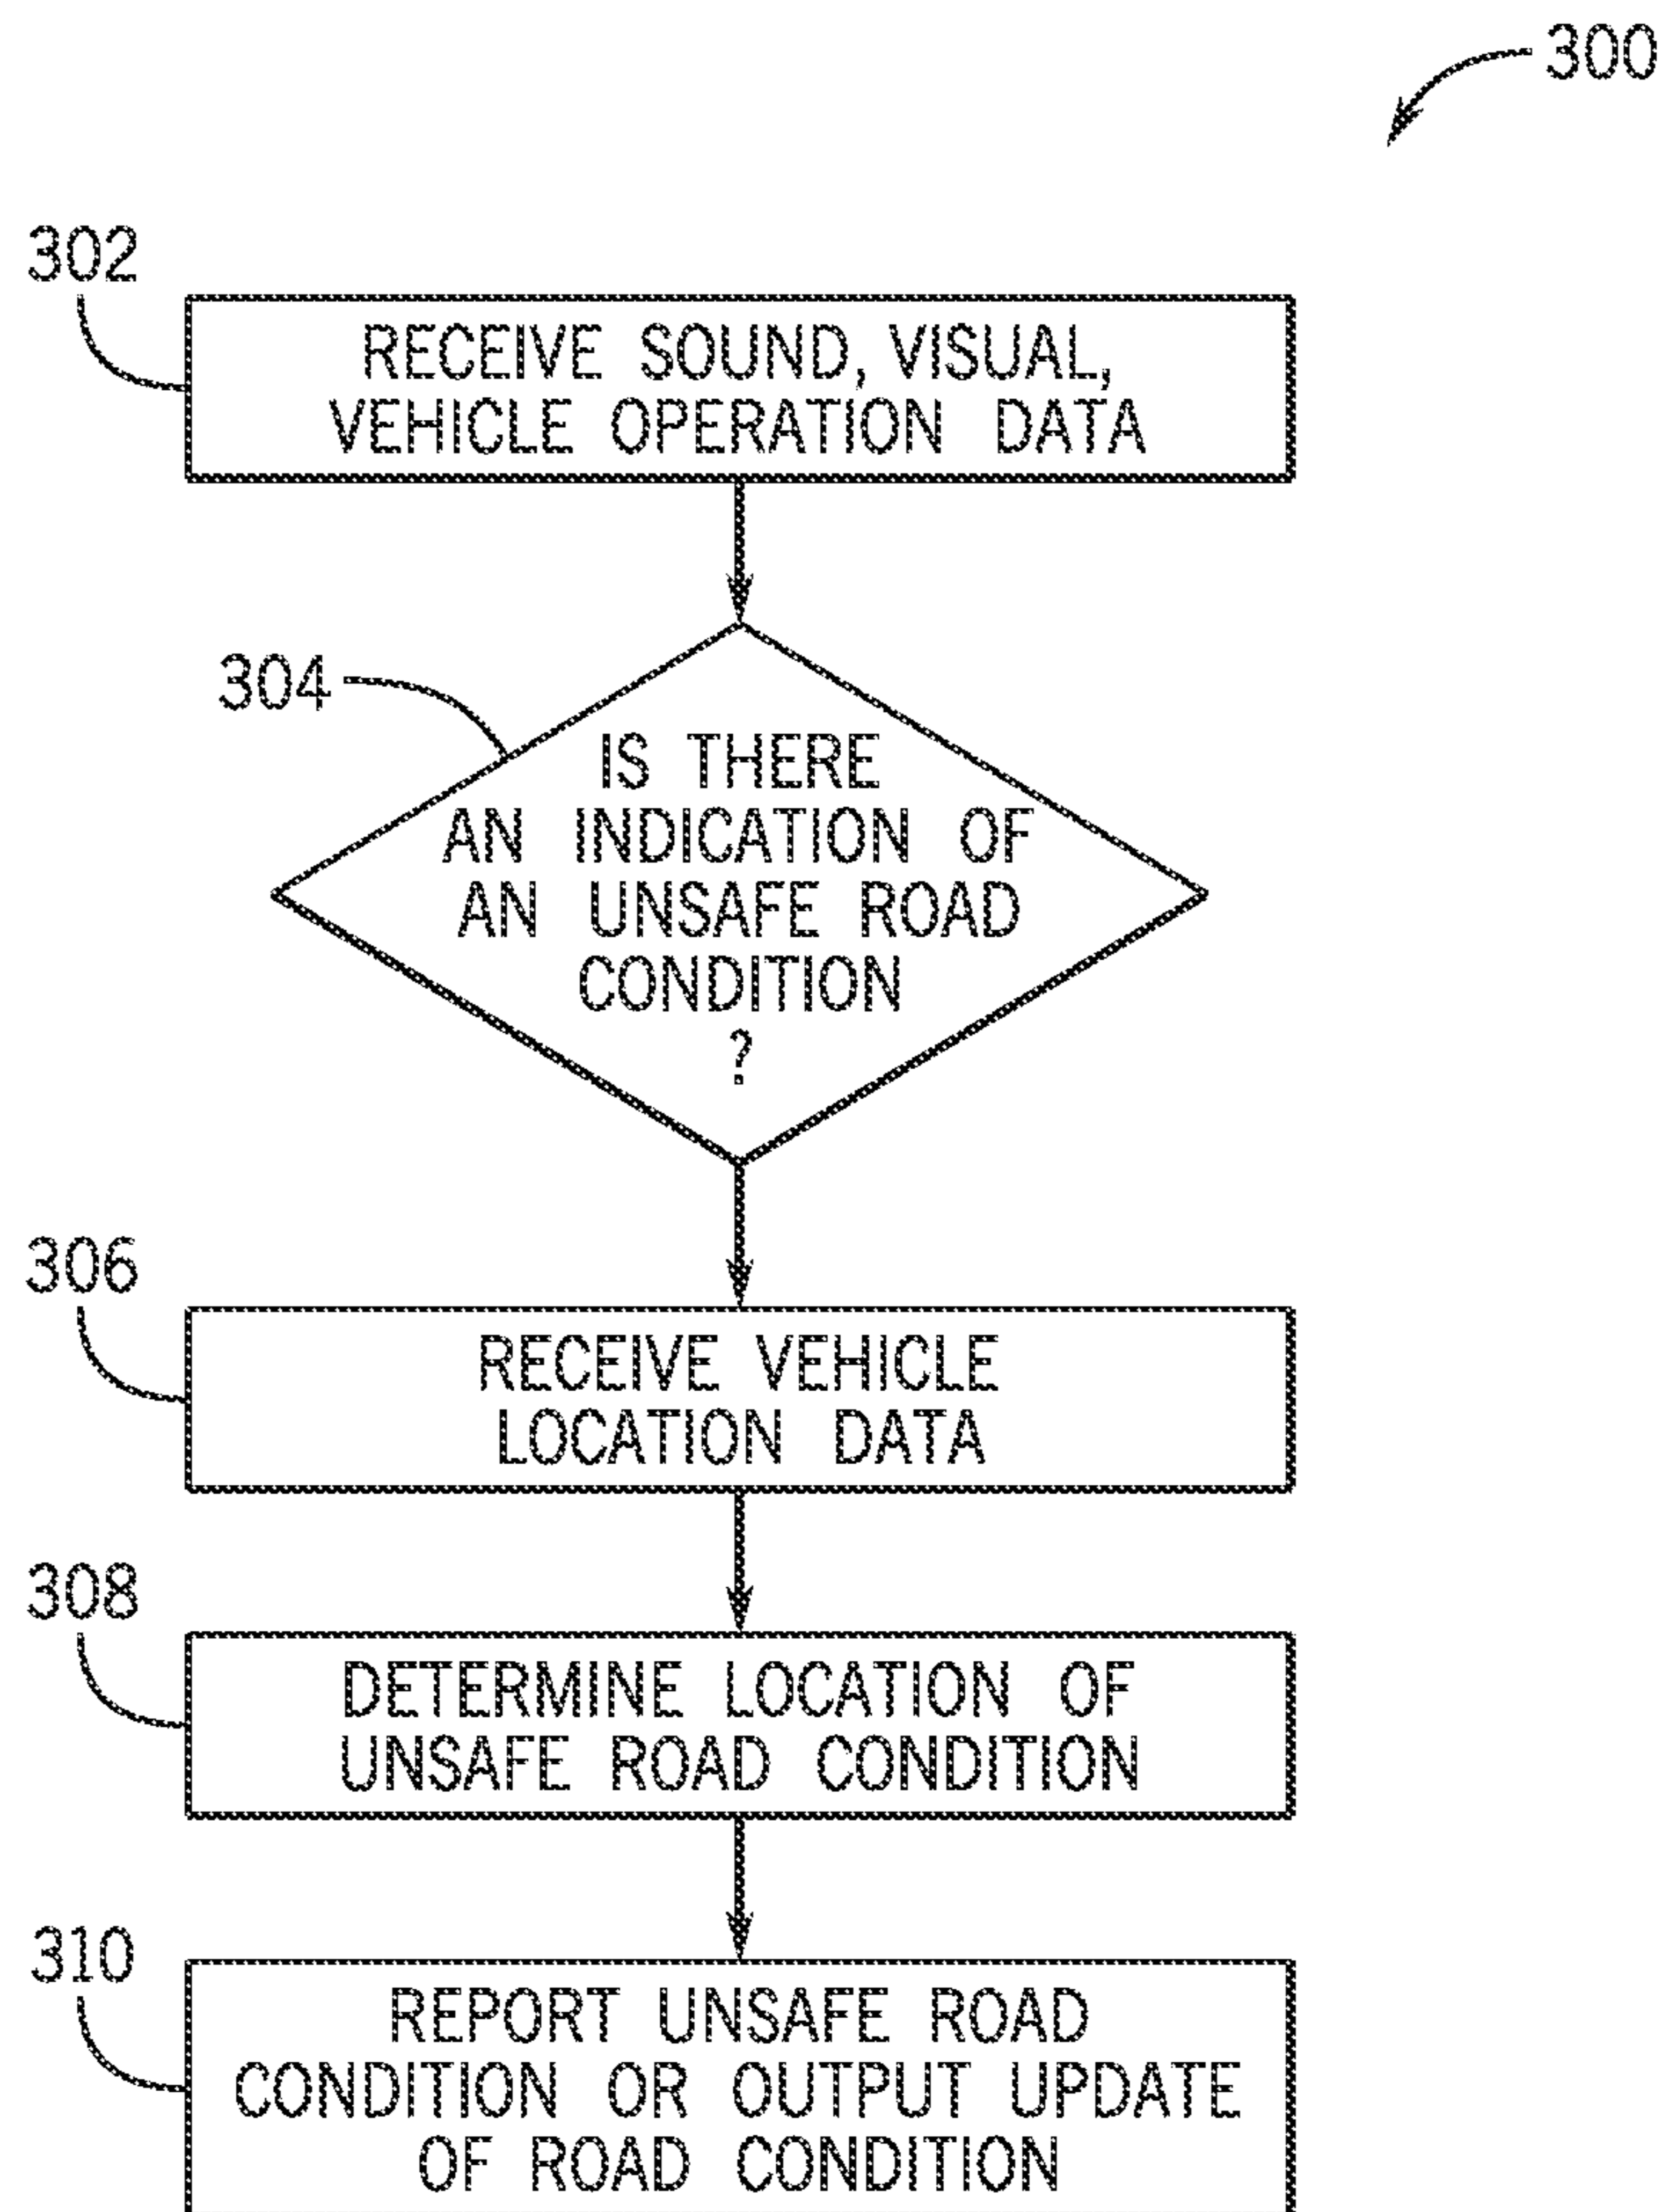 300
302
RECEIVE SOUND, VISUAL,
VEHICLE OPERATION DATA
304
IS THERE
AN INDICATION OF
AN UNSAFE ROAD
CONDITION
?
306
RECEIVE VEHICLE
LOCATION DATA
308
DETERMINE LOCATION OF
UNSAFE ROAD CONDITION
310
REPORT UNSAFE ROAD
CONDITION OR OUTPUT UPDATE
OF ROAD CONDITION